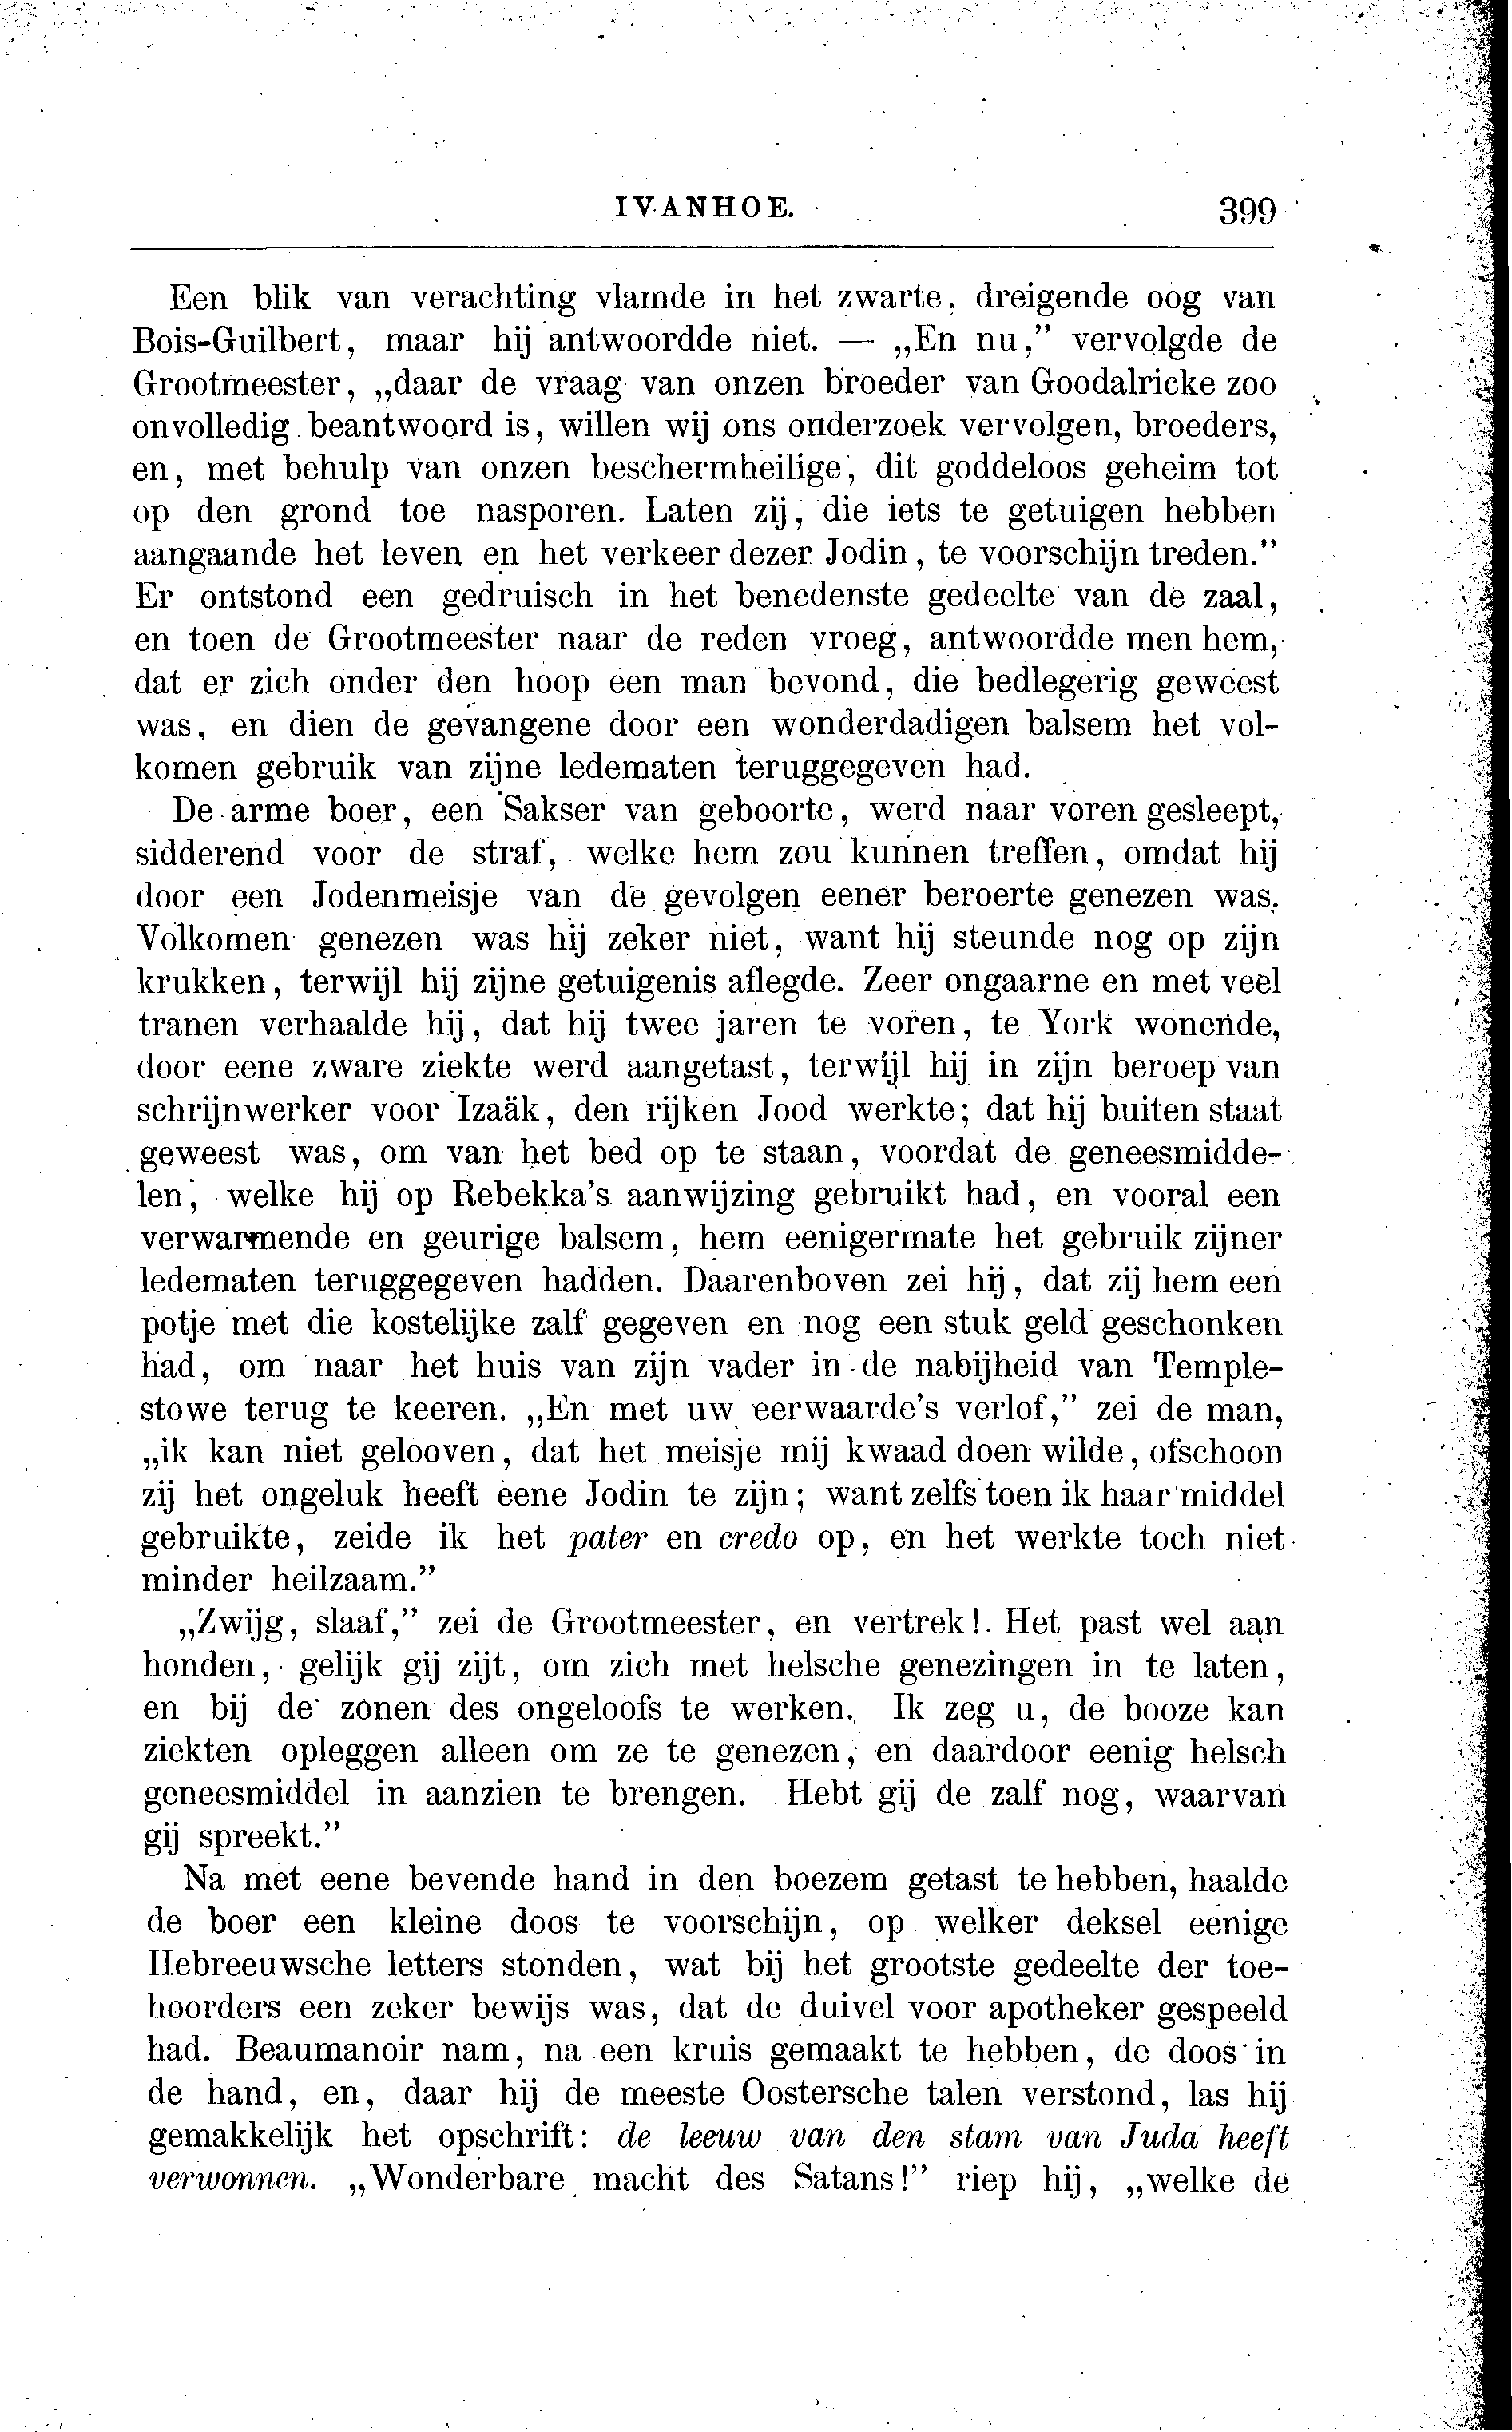 IVANHOE. 399
Een blik van verachting vlamde in het zwarte, dreigende oog van
Bois-Guilbert, maar hij antwoordde niet. — „En nu,” vervolgde de
Grootmeester, „daar de vraag van onzen broeder van Goodalricke zoo
onvolledig beantwoord is, willen wij ons onderzoek vervolgen, broeders,
en, met behulp van onzen beschermheilige, dit goddeloos geheim tot
op den grond toe nasporen. Laten zij, die iets te getuigen hebben
aangaande het leven en het verkeer dezer Jodin, te voorschijn treden.”
Er ontstond een gedruisch in het benedenste gedeelte van de zaal,
en toen de Grootmeester naar de reden vroeg, antwoordde men hem,
dat er zich onder den hoop een man bevond, die bedlegerig geweest
was, en dien de gevangene door een wonderdadigen balsem het vol-
komen gebruik van zijne ledematen teruggegeven had.
De arme boer, een Sakser van geboorte, werd naar voren gesleept,
sidderend voor de straf, welke hem zou kunnen treffen, omdat hij
door een Jodenmeisje van de gevolgen eener beroerte genezen was.
Volkomen genezen was hij zeker niet, want hij steunde nog op zijn
krukken, terwijl hij zijne getuigenis aflegde. Zeer ongaarne en met veel
tranen verhaalde hij, dat hij twee jaren te voren, te York wonende,
door eene zware ziekte werd aangetast, terwijl hij in zijn beroep van
schrijnwerker voor Izaäk, den rijken Jood werkte; dat hij buiten staat
geweest was, om van het bed op te staan, voordat de geneesmidde-
len, welke hij op Rebekka's aanwijzing gebruikt had, en vooral een
verwarmende en geurige balsem, hem eenigermate het gebruik zijner
ledematen teruggegeven hadden. Daarenboven zei hij, dat zij hem een
potje met die kostelijke zalf gegeven en nog een stuk geld geschonken
had, om naar het huis van zijn vader in de nabijheid van Temple-
stowe terug te keeren. „En met uw eerwaarde's verlof,” zei de man,
„ik kan niet gelooven, dat het meisje mij kwaad doen wilde, ofschoon
zij het ongeluk heeft eene Jodin te zijn; want zelfs toen ik haar middel
gebruikte, zeide ik het pater en credo op, en het werkte toch niet
minder heilzaam.”
„Zwijg, slaaf,” zei de Grootmeester, en vertrek!. Het past wel aan
honden, gelijk gij zijt, om zich met helsche genezingen in te laten,
en bij de zonen des ongeloofs te werken. Ik zeg u, de booze kan
ziekten opleggen alleen om ze te genezen, en daardoor eenig helsch
geneesmiddel in aanzien te brengen. Hebt gij de zalf nog, waarvan
gij spreekt.”
Na met eene bevende hand in den boezem getast te hebben, haalde
de boer een kleine doos te voorschijn, op welker deksel eenige
Hebreeuwsche letters stonden, wat bij het grootste gedeelte der toe-
hoorders een zeker bewijs was, dat de duivel voor apotheker gespeeld
had. Beaumanoir nam, na een kruis gemaakt te hebben, de doos in
de hand, en, daar hij de meeste Oostersche talen verstond, las hij
gemakkelijk het opschrift: de leeuw van den stam van Juda heeft
verwonnen. „Wonderbare macht des Satans!” riep hij, „welke de